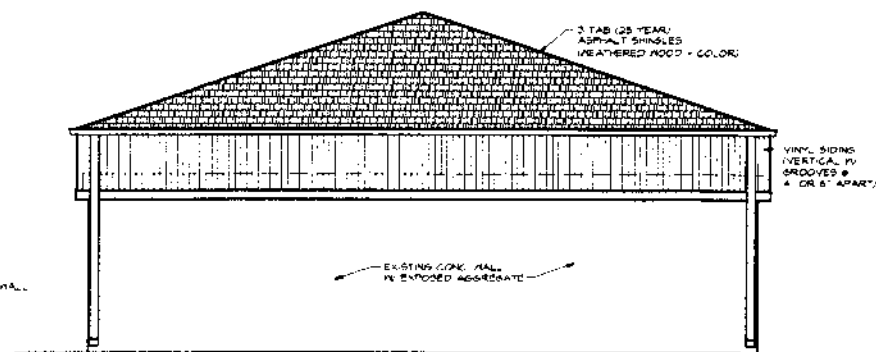 3 TAB (25 YEAR)
ASPHALT SHINGLES
(WEATHERED WOOD - COLOR)
VINYL SIDING
(VERTICAL W/
GROOVES @
4" OR 6" APART)
EXISTING CONC. WALL
W/ EXPOSED AGGREGATE
WALL